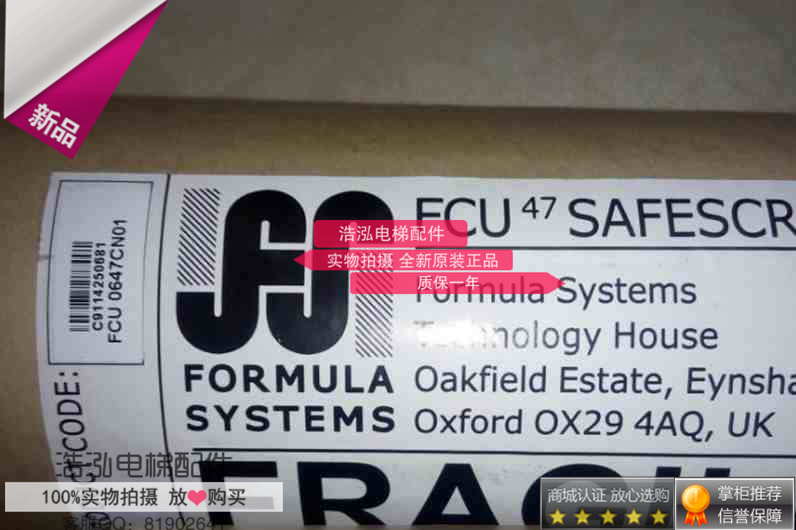 新品
C9114250681
FCU 0647CN01
CODE:
FORMULA
SYSTEMS
FCU 47 SAFESCR
Formula Systems
Technology House
Oakfield Estate, Eynsha
Oxford OX29 4AQ, UK
浩泓电梯配件
实物拍摄 全新原装正品
质保一年
浩泓电梯配件
100%实物拍摄 放❤购买
商城认证 放心选购
掌柜推荐
信誉保障